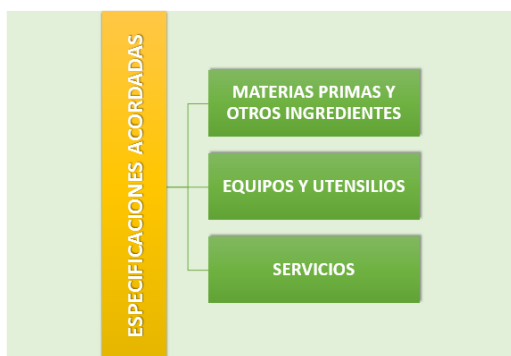 ESPECIFICACIONES ACORDADAS
MATERIAS PRIMAS Y
OTROS INGREDIENTES
EQUIPOS Y UTENSILIOS
SERVICIOS